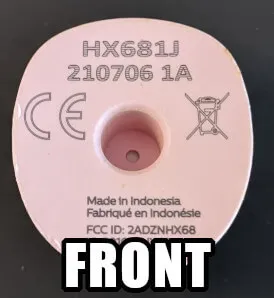 HX681J
210706 1A
CE
Made in Indonesia
Fabriqué en Indonésie
FCC ID: 2ADZNHX68
FRONT